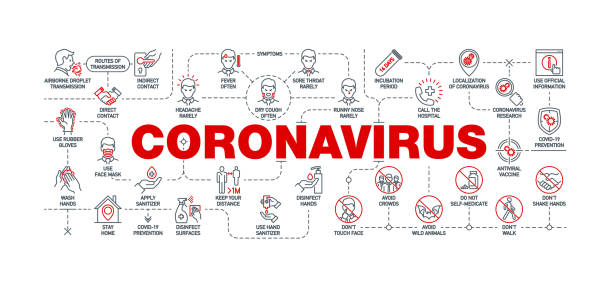 AIRBORNE DROPLET
TRANSMISSION
ROUTES OF
TRANSMISSION
INDIRECT
CONTACT
DIRECT
CONTACT
SYMPTOMS
FEVER
OFTEN
SORE THROAT
RARELY
HEADACHE
RARELY
DRY COUGH
OFTEN
RUNNY NOSE
RARELY
14 DAYS
INCUBATION
PERIOD
CALL THE
HOSPITAL
LOCALIZATION
OF CORONAVIRUS
USE OFFICIAL
INFORMATION
CORONAVIRUS
RESEARCH
COVID-19
PREVENTION
USE RUBBER
GLOVES
CORONAVIRUS
ANTIVIRAL
VACCINE
USE
FACE MASK
WASH
HANDS
APPLY
SANITIZER
>1M
KEEP YOUR
DISTANCE
DISINFECT
HANDS
AVOID
CROWDS
DO NOT
SELF-MEDICATE
DON'T
SHAKE HANDS
STAY
HOME
COVID-19
PREVENTION
DISINFECT
SURFACES
USE HAND
SANITIZER
DON'T
TOUCH FACE
AVOID
WILD ANIMALS
DON'T
WALK